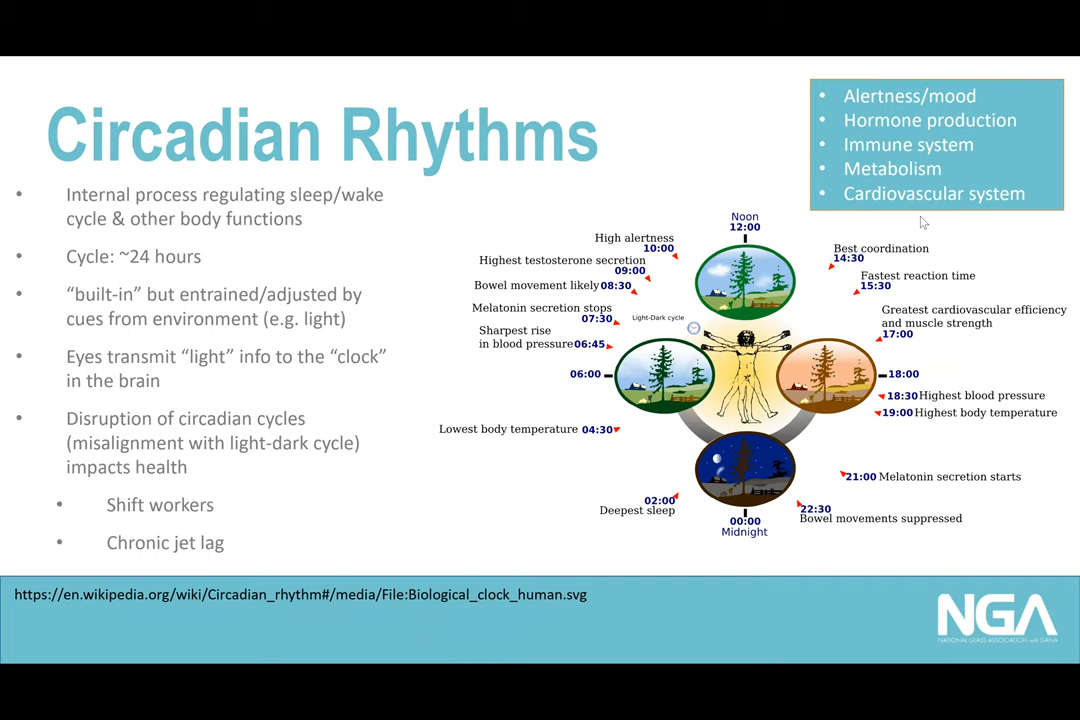 Circadian Rhythms
• Alertness/mood
• Hormone production
• Immune system
• Metabolism
• Cardiovascular system
• Internal process regulating sleep/wake
cycle & other body functions
• Cycle: ~24 hours
• “built-in” but entrained/adjusted by
cues from environment (e.g. light)
• Eyes transmit “light” info to the “clock”
in the brain
• Disruption of circadian cycles
(misalignment with light-dark cycle)
impacts health
• Shift workers
• Chronic jet lag
Noon
12:00
High alertness
10:00
Highest testosterone secretion
09:00
Bowel movement likely 08:30
Melatonin secretion stops
07:30
Light-Dark cycle
Sharpest rise
in blood pressure 06:45
06:00
Lowest body temperature 04:30
02:00
Deepest sleep
00:00
Midnight
Best coordination
14:30
Fastest reaction time
15:30
Greatest cardiovascular efficiency
and muscle strength
17:00
18:00
18:30 Highest blood pressure
19:00 Highest body temperature
21:00 Melatonin secretion starts
22:30
Bowel movements suppressed
https://en.wikipedia.org/wiki/Circadian_rhythm#/media/File:Biological_clock_human.svg
NGA
NATIONAL GLASS ASSOCIATION with GANA